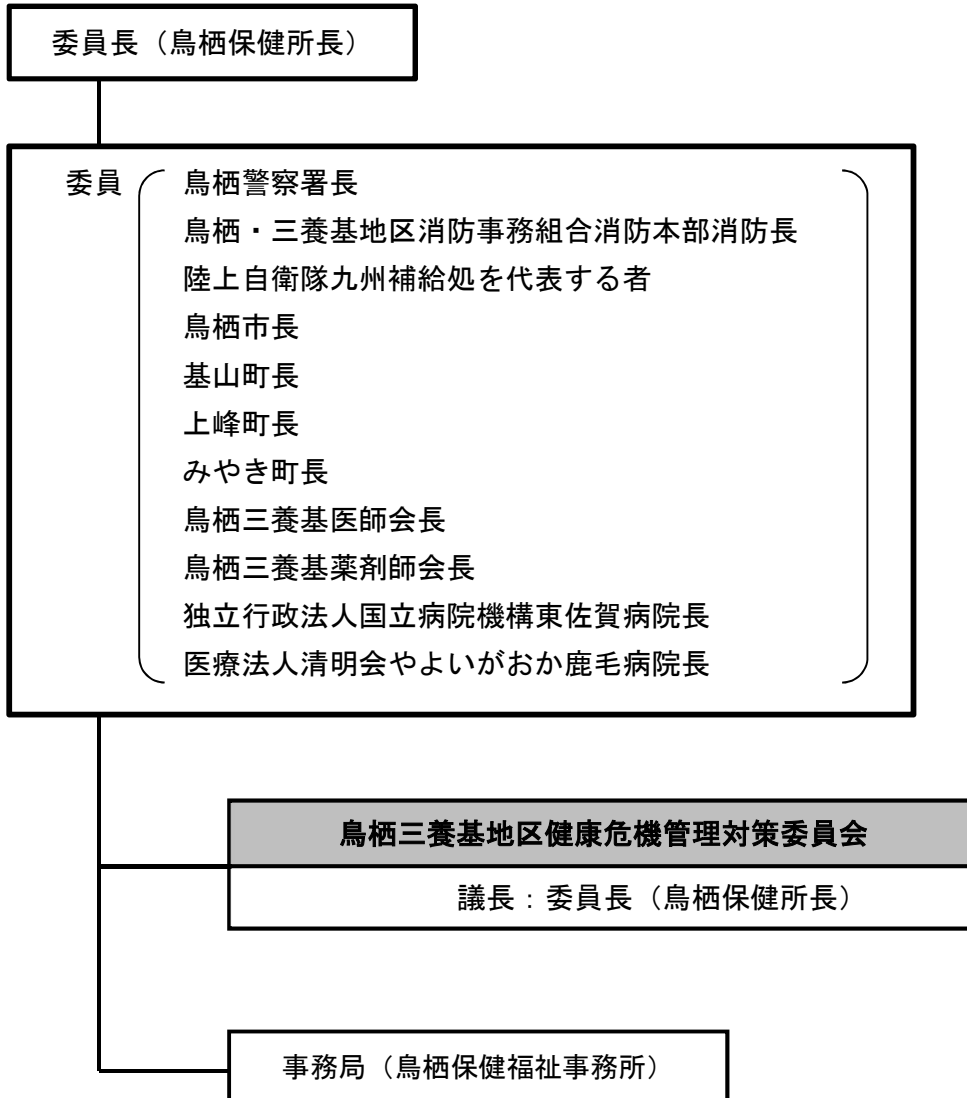 委員長（鳥栖保健所長）
委員
鳥栖警察署長
鳥栖・三養基地区消防事務組合消防本部消防長
陸上自衛隊九州補給処を代表する者
鳥栖市長
基山町長
上峰町長
みやき町長
鳥栖三養基医師会長
鳥栖三養基薬剤師会長
独立行政法人国立病院機構東佐賀病院長
医療法人清明会やよいがおか鹿毛病院長
鳥栖三養基地区健康危機管理対策委員会
議長：委員長（鳥栖保健所長）
事務局（鳥栖保健福祉事務所）